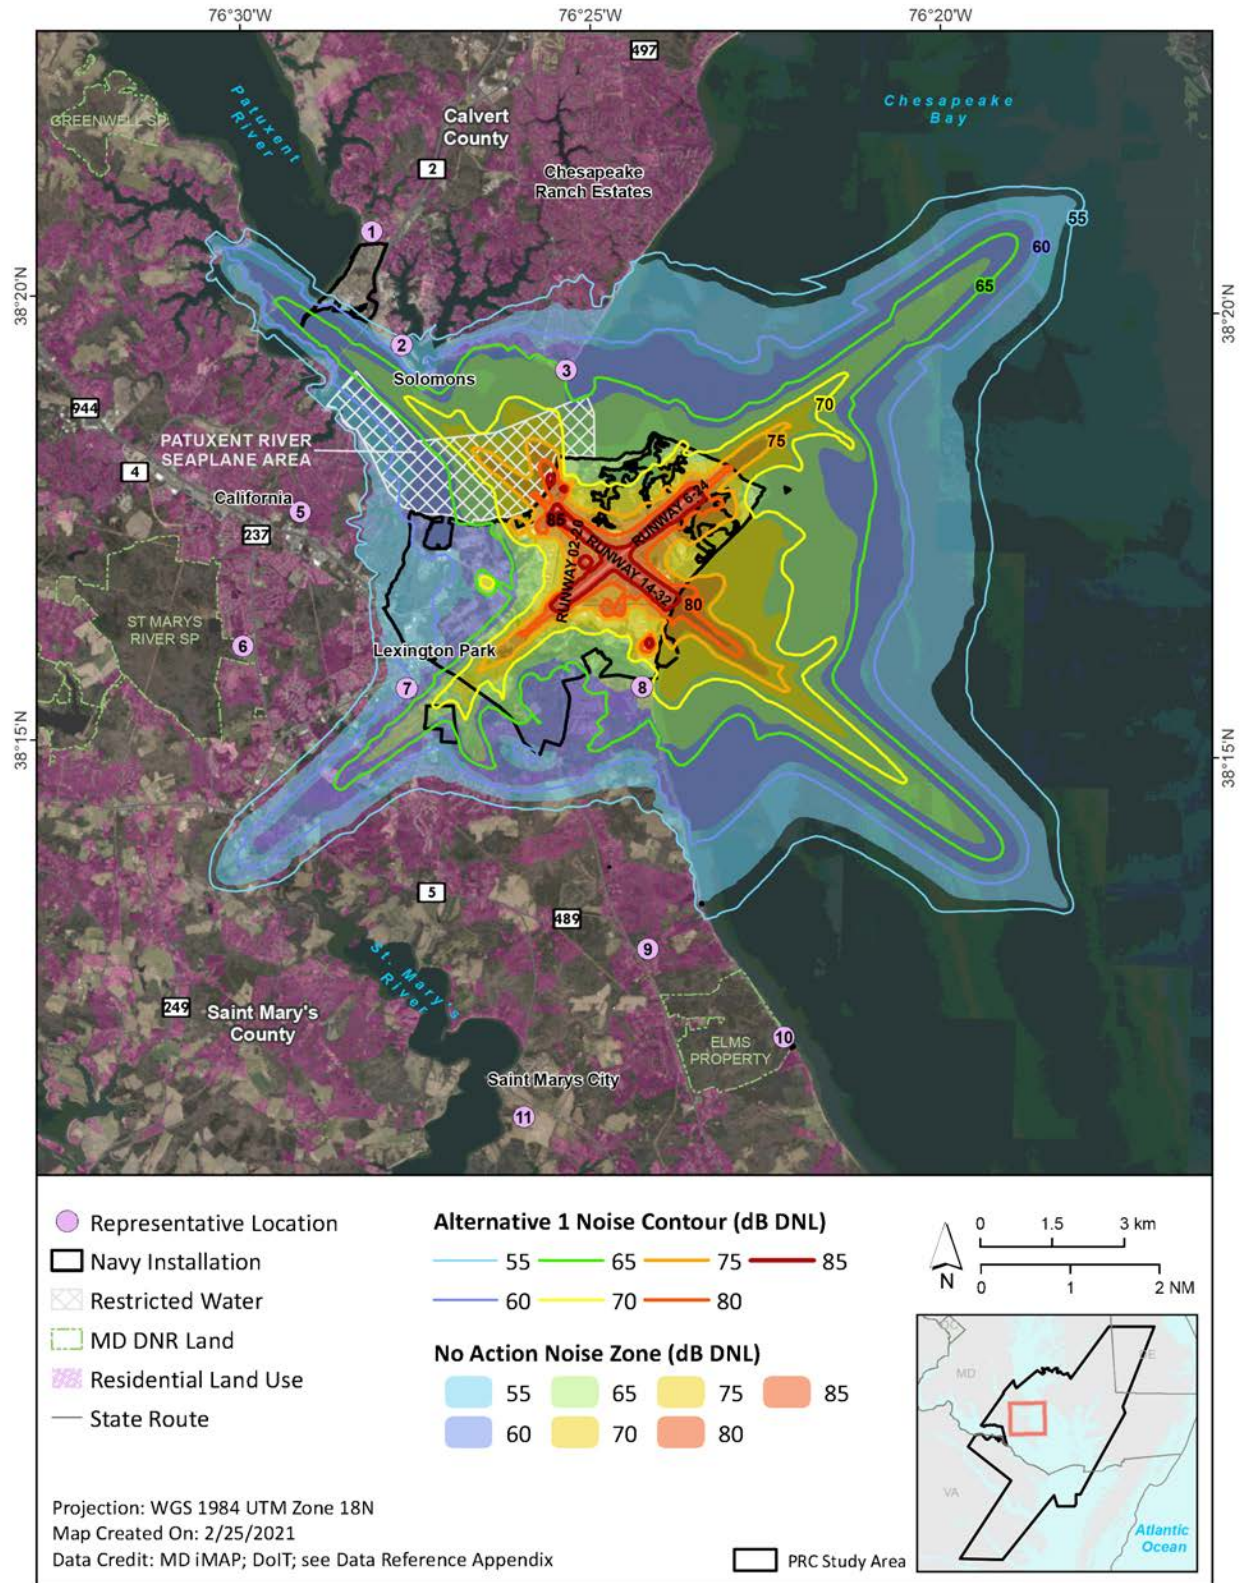 76°30'W
76°25'W
76°20'W
497
Patuxent
River
Calvert
County
Chesapeake
Bay
GREENWELL SP
2
Chesapeake
Ranch Estates
1
55
60
65
38°20'N
38°20'N
2
3
Solomons
944
70
75
PATUXENT RIVER
SEAPLANE AREA
4
California
5
237
85
RUNWAY 6-24
RUNWAY 02-20
RUNWAY 14-32
80
ST MARYS
RIVER SP
6
Lexington Park
7
8
38°15'N
38°15'N
5
489
9
St. Mary's
River
249
Saint Mary's
County
10
ELMS
PROPERTY
Saint Marys City
11
Representative Location
Navy Installation
Restricted Water
MD DNR Land
Residential Land Use
State Route
Alternative 1 Noise Contour (dB DNL)
55 65 75 85
60 70 80
No Action Noise Zone (dB DNL)
55 65 75 85
60 70 80
0 1.5 3 km
N
0 1 2 NM
DC
MD
DE
VA
Atlantic
Ocean
Projection: WGS 1984 UTM Zone 18N
Map Created On: 2/25/2021
Data Credit: MD iMAP; DoIT; see Data Reference Appendix
PRC Study Area